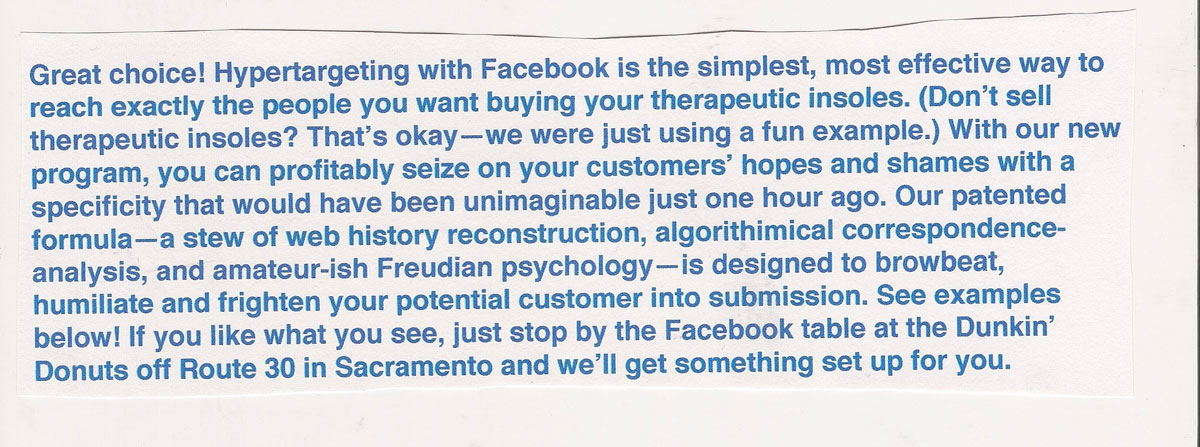 Great choice! Hypertargeting with Facebook is the simplest, most effective way to
reach exactly the people you want buying your therapeutic insoles. (Don't sell
therapeutic insoles? That's okay—we were just using a fun example.) With our new
program, you can profitably seize on your customers' hopes and shames with a
specificity that would have been unimaginable just one hour ago. Our patented
formula—a stew of web history reconstruction, algorithimical correspondence-
analysis, and amateur-ish Freudian psychology—is designed to browbeat,
humiliate and frighten your potential customer into submission. See examples
below! If you like what you see, just stop by the Facebook table at the Dunkin'
Donuts off Route 30 in Sacramento and we'll get something set up for you.